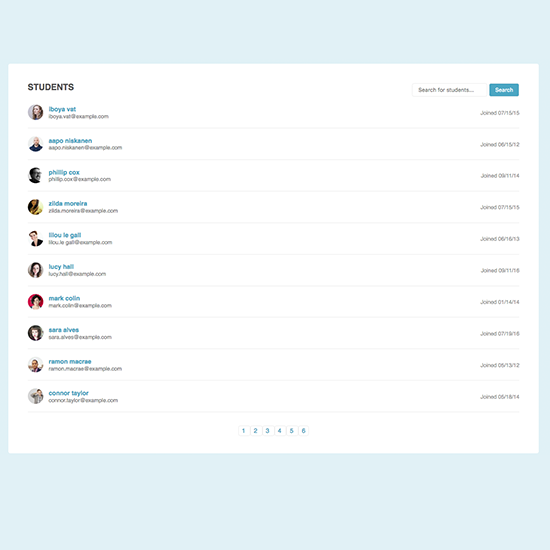 STUDENTS
Search for students... Search
iboya vat
iboya.vat@example.com
Joined 07/15/15
aapo niskanen
aapo.niskanen@example.com
Joined 06/15/12
phillip cox
phillip.cox@example.com
Joined 09/11/14
zilda moreira
zilda.moreira@example.com
Joined 07/15/15
lilou le gall
lilou.le gall@example.com
Joined 06/16/13
lucy hall
lucy.hall@example.com
Joined 09/11/16
mark colin
mark.colin@example.com
Joined 01/14/14
sara alves
sara.alves@example.com
Joined 07/19/16
ramon macrae
ramon.macrae@example.com
Joined 05/13/12
connor taylor
connor.taylor@example.com
Joined 05/18/14
1 2 3 4 5 6